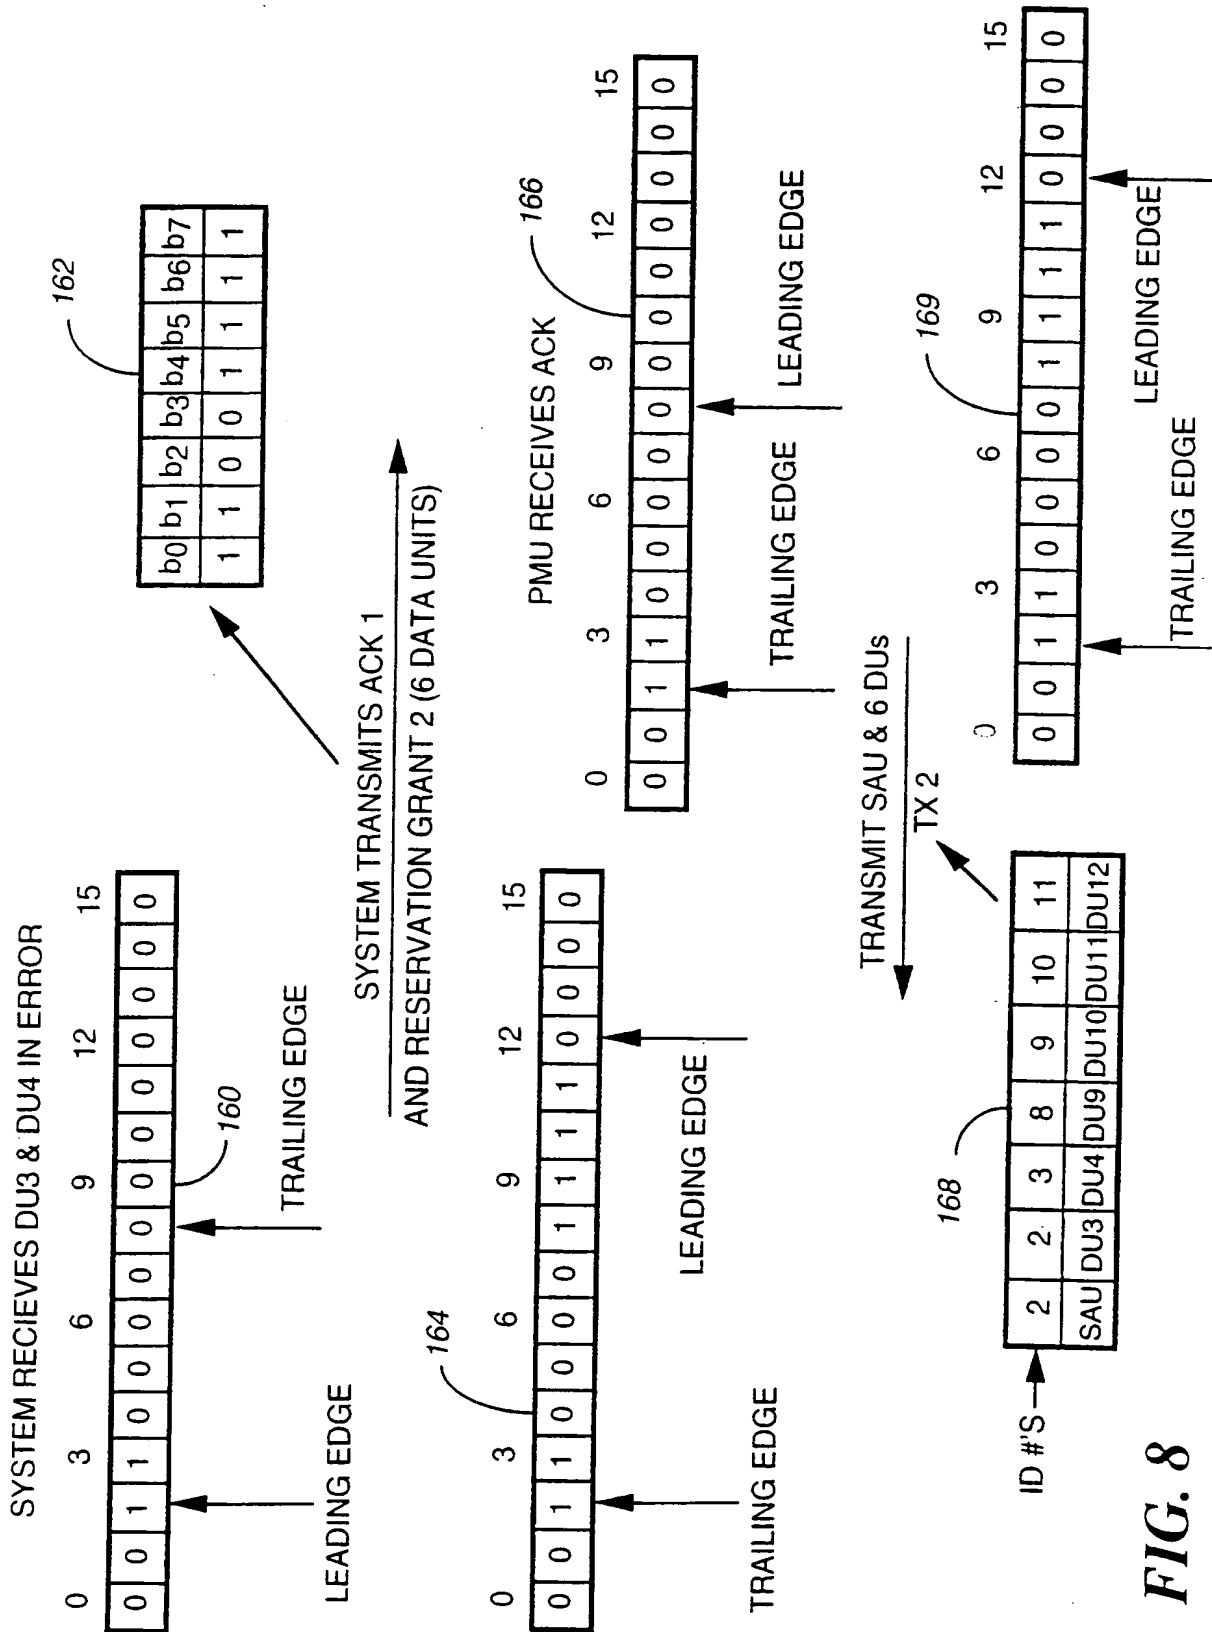 SYSTEM RECIEVES DU3 & DU4 IN ERROR
0 3 6 9 12 15
0 0 1 1 0 0 0 0 0 0 0 0 0 0 0 0
160
LEADING EDGE
TRAILING EDGE
162
b0 b1 b2 b3 b4 b5 b6 b7
1 1 0 0 1 1 1 1
SYSTEM TRANSMITS ACK 1
AND RESERVATION GRANT 2 (6 DATA UNITS)
164
0 3 6 9 12 15
0 0 1 1 0 0 0 0 1 1 1 1 0 0 0 0
TRAILING EDGE
LEADING EDGE
PMU RECEIVES ACK
0 3 6 9 12 15
166
0 0 1 1 0 0 0 0 0 0 0 0 0 0 0 0
TRAILING EDGE
LEADING EDGE
TRANSMIT SAU & 6 DUs
TX 2
168
ID #'S
2 2 3 8 9 10 11
SAU DU3 DU4 DU9 DU10 DU11 DU12
0 3 6 9 12 15
169
0 0 1 1 0 0 0 0 1 1 1 1 0 0 0 0
TRAILING EDGE
LEADING EDGE
FIG. 8